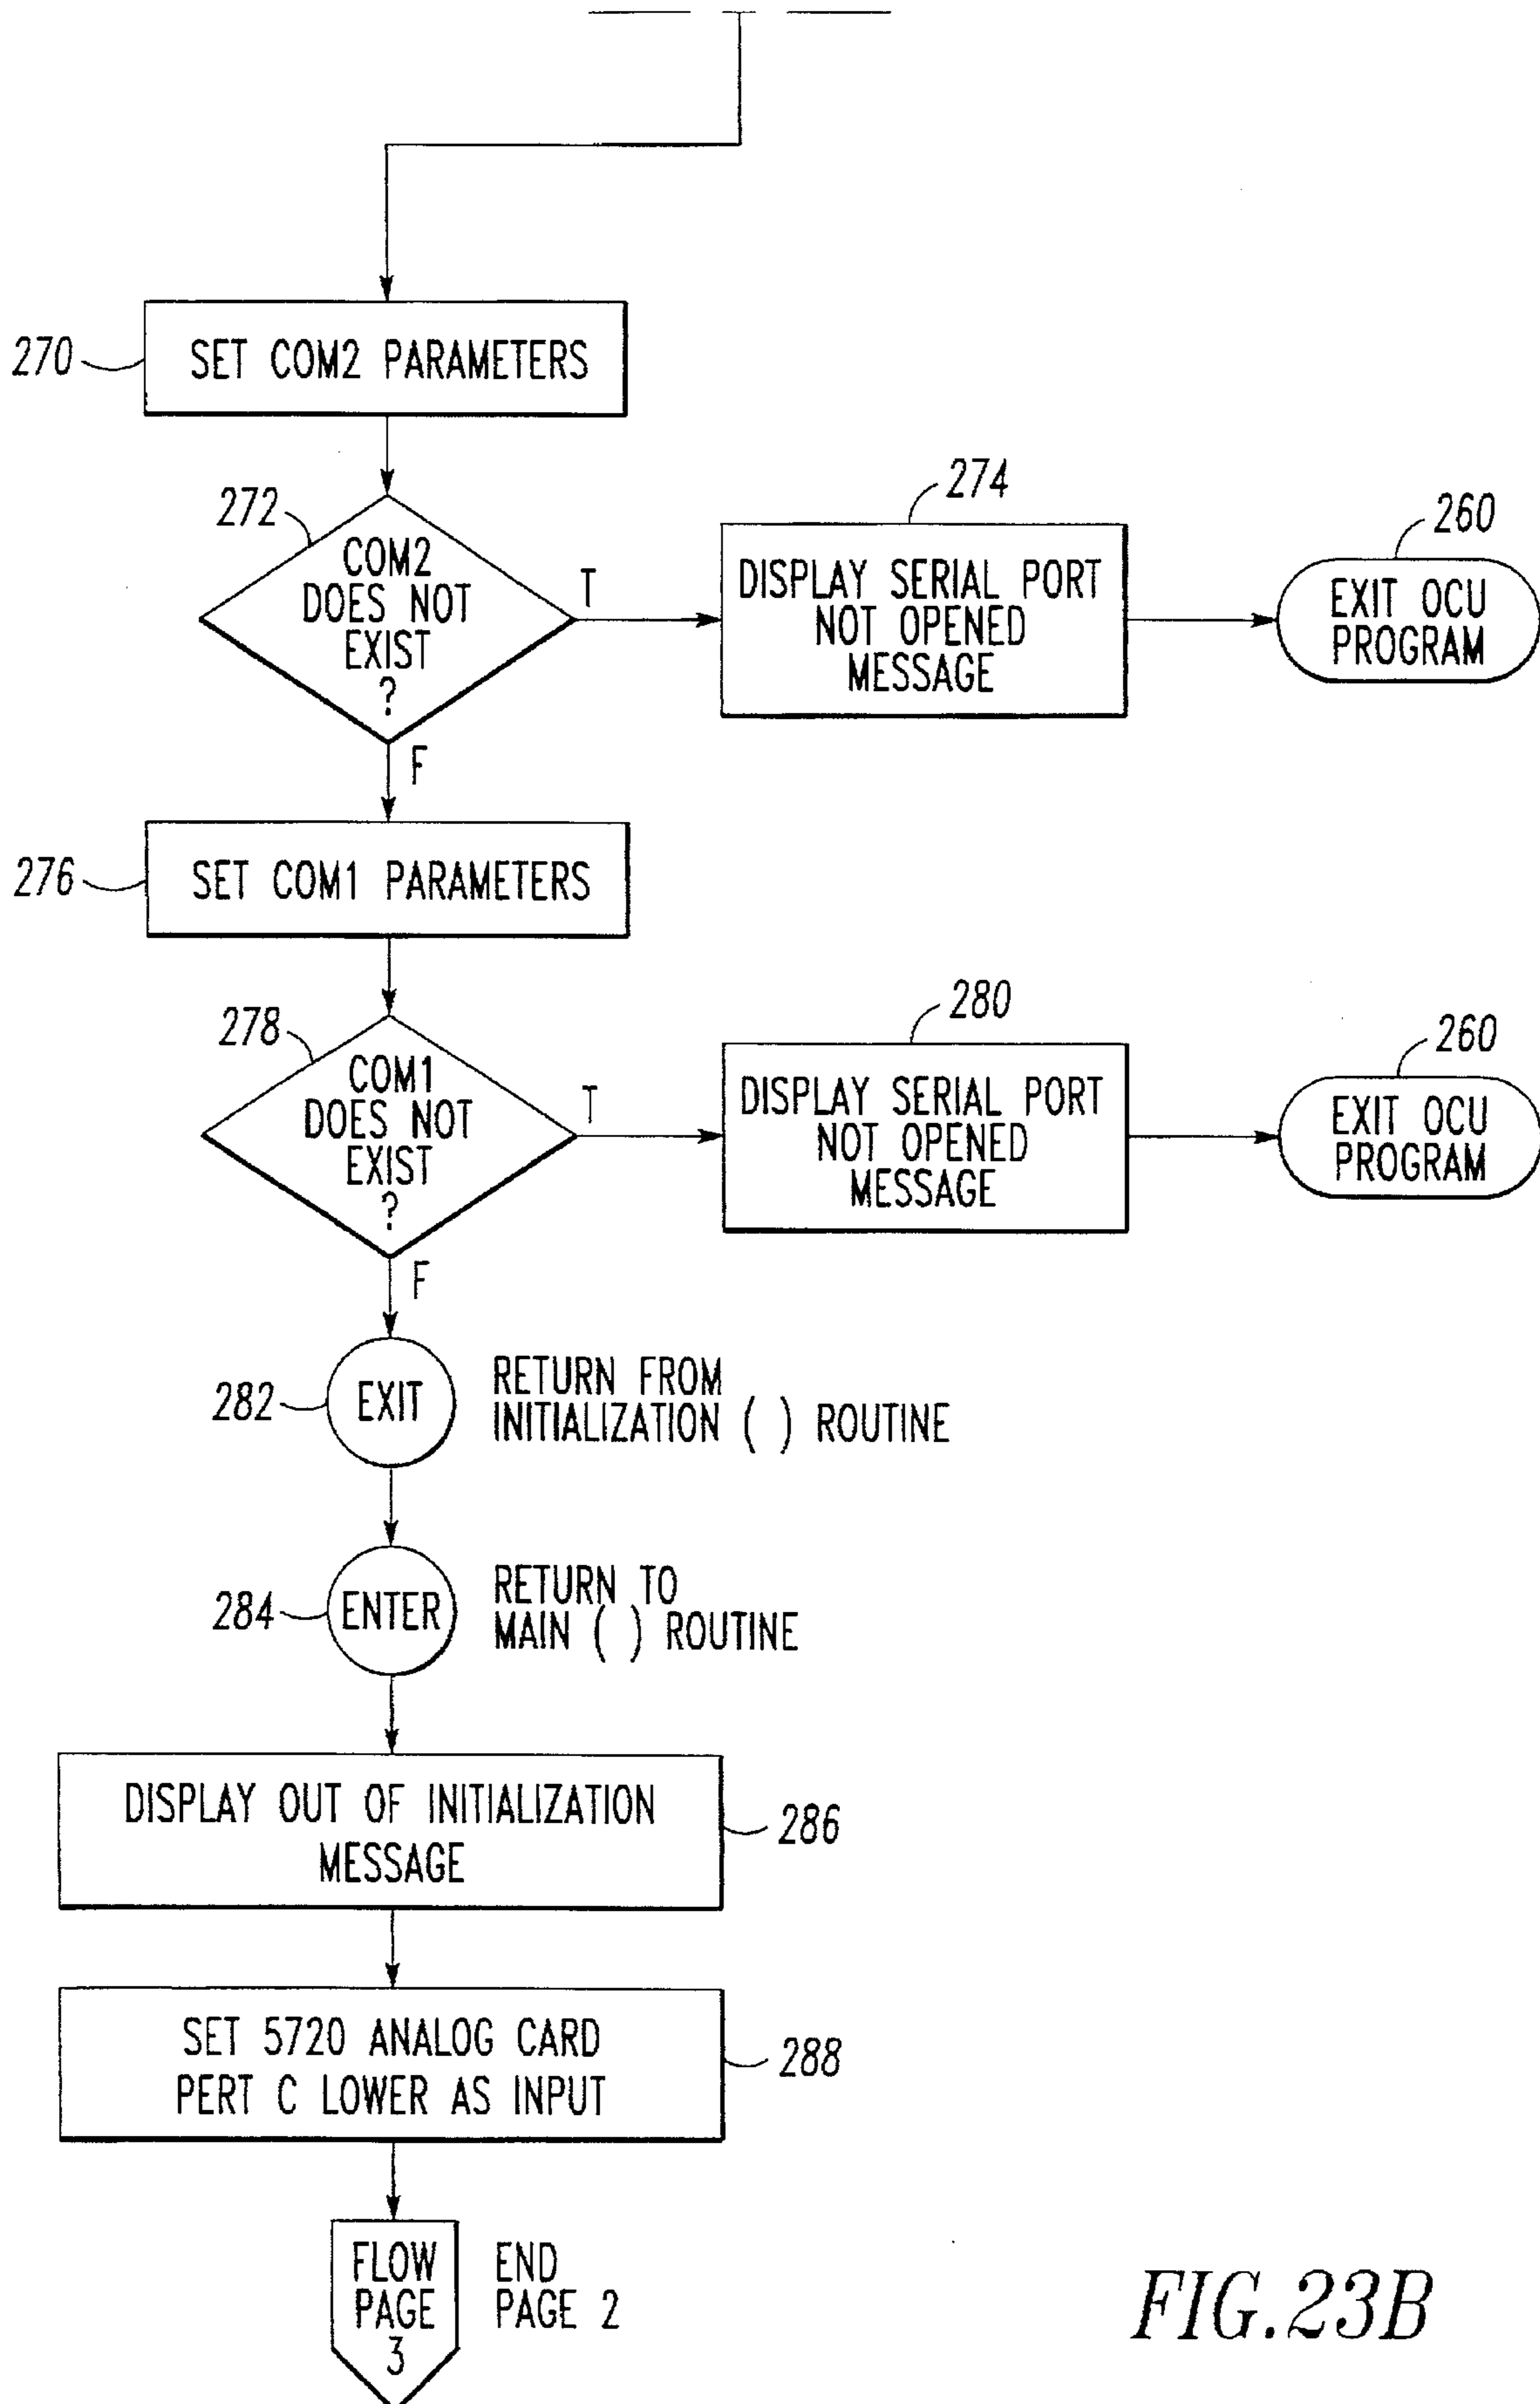 270
SET COM2 PARAMETERS
272
COM2
DOES NOT
EXIST
?
T
274
DISPLAY SERIAL PORT
NOT OPENED
MESSAGE
260
EXIT OCU
PROGRAM
F
276
SET COM1 PARAMETERS
278
COM1
DOES NOT
EXIST
?
T
280
DISPLAY SERIAL PORT
NOT OPENED
MESSAGE
260
EXIT OCU
PROGRAM
F
282
EXIT
RETURN FROM
INITIALIZATION ( ) ROUTINE
284
ENTER
RETURN TO
MAIN ( ) ROUTINE
DISPLAY OUT OF INITIALIZATION
MESSAGE
286
SET 5720 ANALOG CARD
PERT C LOWER AS INPUT
288
FLOW
PAGE
3
END
PAGE 2
FIG.23B